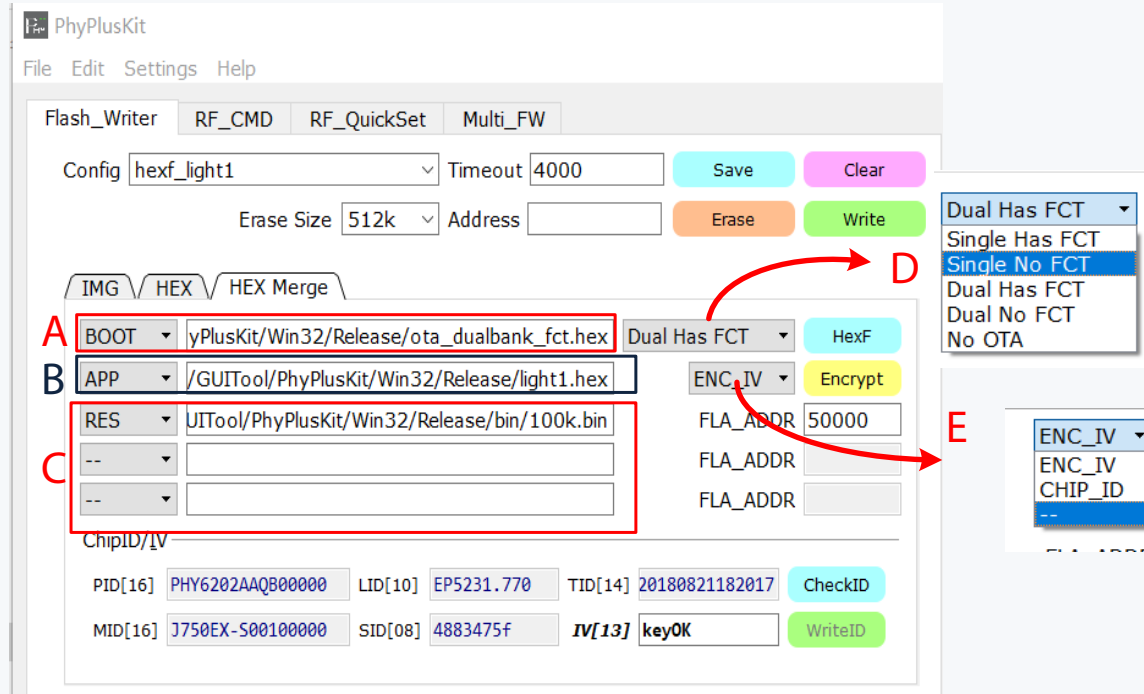 PhyPlusKit
File Edit Settings Help
Flash_Writer RF_CMD RF_QuickSet Multi_FW
Config hexf_light1 Timeout 4000 Save Clear
Erase Size 512k Address Erase Write
IMG HEX HEX Merge
A BOOT yPlusKit/Win32/Release/ota_dualbank_fct.hex Dual Has FCT HexF
B APP /GUITool/PhyPlusKit/Win32/Release/light1.hex ENC_IV Encrypt
RES UITool/PhyPlusKit/Win32/Release/bin/100k.bin FLA_ADDR 50000
C -- FLA_ADDR
-- FLA_ADDR
ChipID/IV
PID[16] PHY6202AAQB00000 LID[10] EP5231.770 TID[14] 20180821182017 CheckID
MID[16] J750EX-S00100000 SID[08] 4883475f IV[13] keyOK WriteID
D
Dual Has FCT
Single Has FCT
Single No FCT
Dual Has FCT
Dual No FCT
No OTA
E
ENC_IV
ENC_IV
CHIP_ID
--